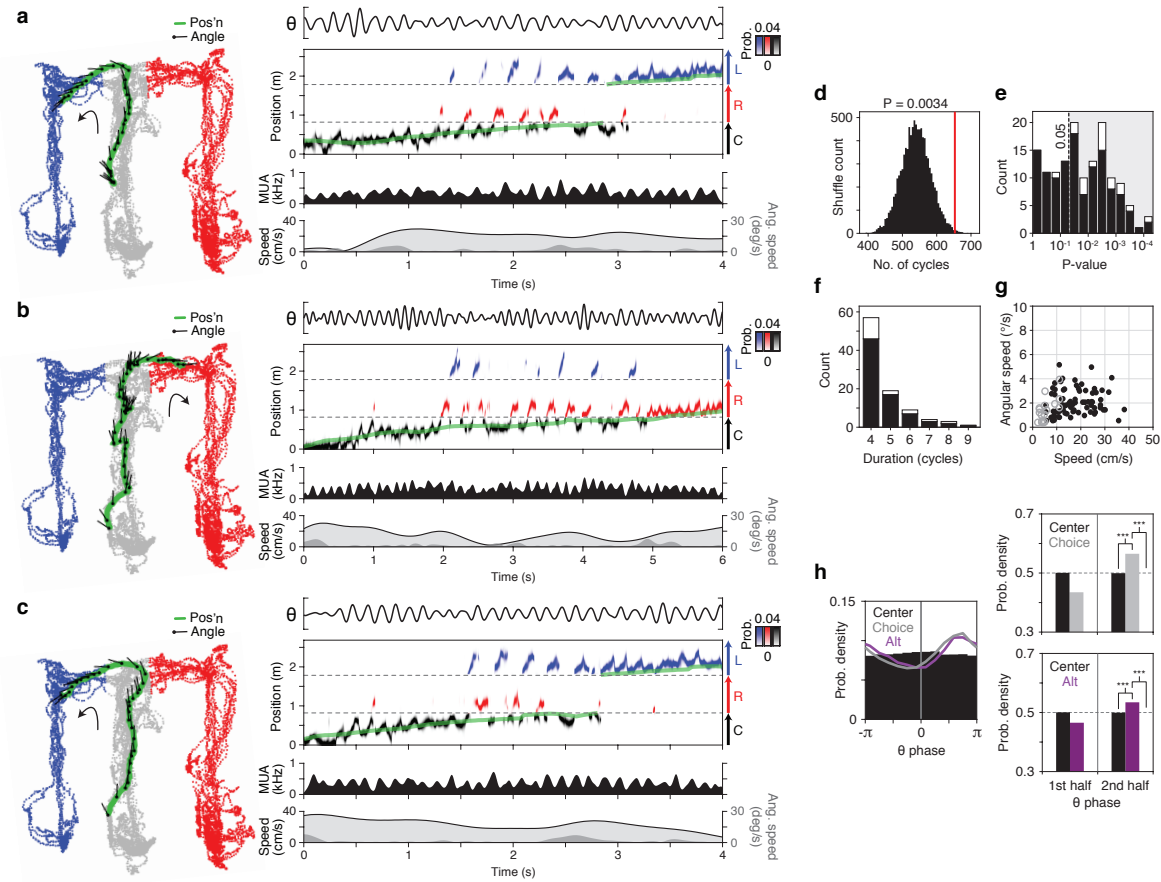 a
Pos'n
Angle
θ
Prob.
0.04
0
Position (m)
2
1
0
L
R
C
MUA
(kHz)
1
0
Speed
(cm/s)
40
0
Ang. speed
(deg/s)
30
0
0 1 2 3 4
Time (s)
b
Pos'n
Angle
θ
Prob.
0.04
0
Position (m)
2
1
0
L
R
C
MUA
(kHz)
1
0
Speed
(cm/s)
40
0
Ang. speed
(deg/s)
30
0
0 1 2 3 4 5 6
Time (s)
c
Pos'n
Angle
θ
Prob.
0.04
0
Position (m)
2
1
0
L
R
C
MUA
(kHz)
1
0
Speed
(cm/s)
40
0
Ang. speed
(deg/s)
30
0
0 1 2 3 4
Time (s)
d
P = 0.0034
Shuffle count
500
0
400 500 600 700
No. of cycles
e
0.05
Count
20
15
10
5
0
1 10-1 10-2 10-3 10-4
P-value
f
Count
60
40
20
0
4 5 6 7 8 9
Duration (cycles)
g
Angular speed (°/s)
10
8
6
4
2
0
0 10 20 30 40 50
Speed (cm/s)
h
Prob. density
0.15
0
Center
Choice
Alt
-π 0 π
θ phase
Prob. density
0.7
0.5
0.3
Center
Choice
***
***
Prob. density
0.7
0.5
0.3
Center
Alt
***
***
1st half 2nd half
θ phase